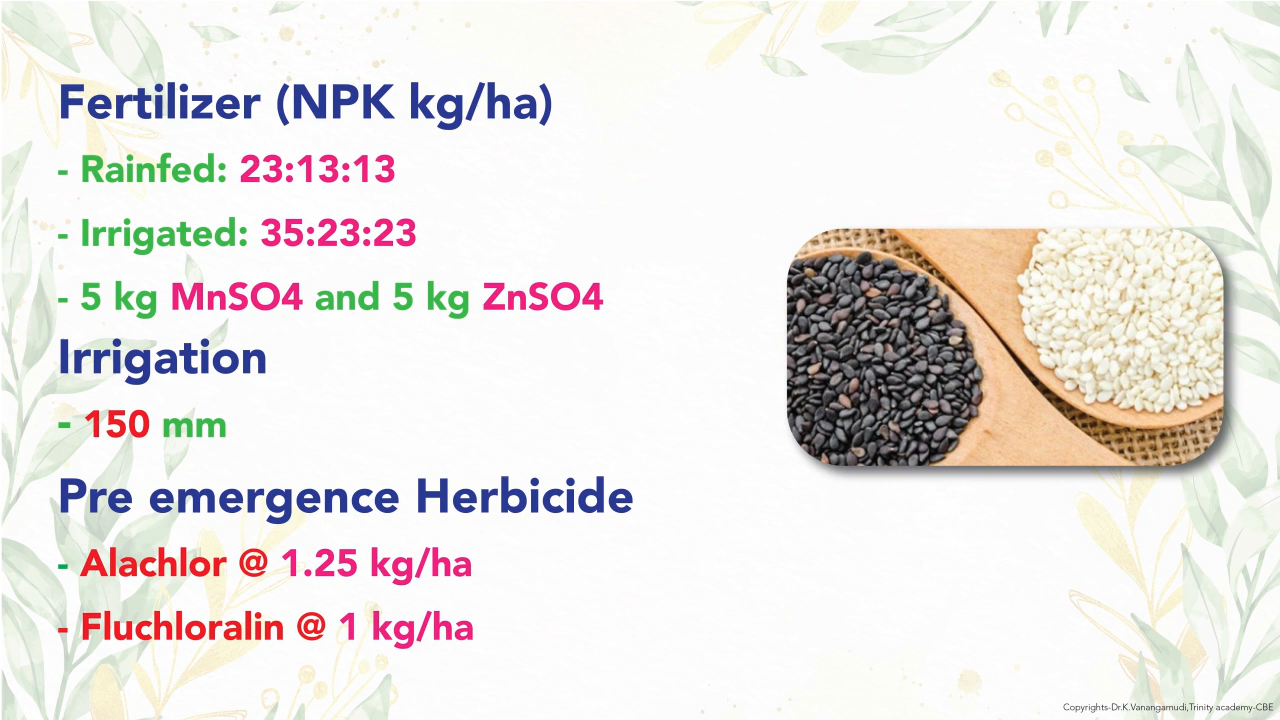 Fertilizer (NPK kg/ha)
- Rainfed: 23:13:13
- Irrigated: 35:23:23
- 5 kg MnSO4 and 5 kg ZnSO4
Irrigation
- 150 mm
Pre emergence Herbicide
- Alachlor @ 1.25 kg/ha
- Fluchloralin @ 1 kg/ha
Copyrights-Dr.K.Vanangamudi,Trinity academy-CBE